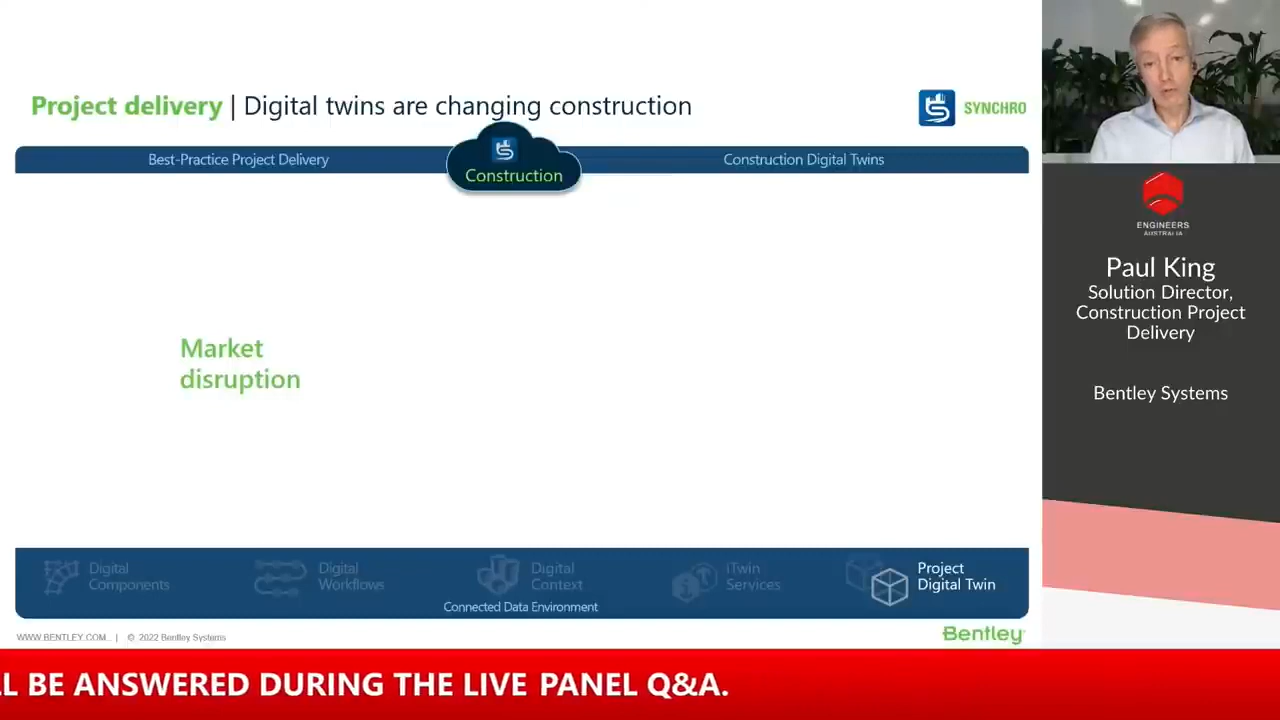 Project delivery | Digital twins are changing construction
SYNCHRO
Best-Practice Project Delivery
Construction
Construction Digital Twins
Market
disruption
Digital
Components
Digital
Workflows
Digital
Context
iTwin
Services
Project
Digital Twin
Connected Data Environment
WWW.BENTLEY.COM | © 2022 Bentley Systems
Bentley
ENGINEERS
AUSTRALIA
Paul King
Solution Director,
Construction Project
Delivery
Bentley Systems
LL BE ANSWERED DURING THE LIVE PANEL Q&A.